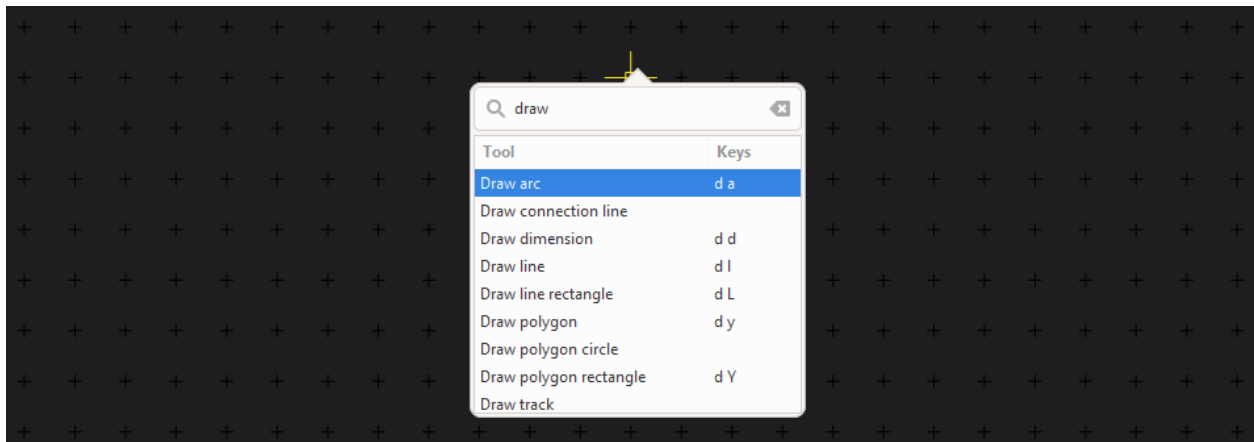 draw
Tool Keys
Draw arc d a
Draw connection line
Draw dimension d d
Draw line d l
Draw line rectangle d L
Draw polygon d y
Draw polygon circle
Draw polygon rectangle d Y
Draw track